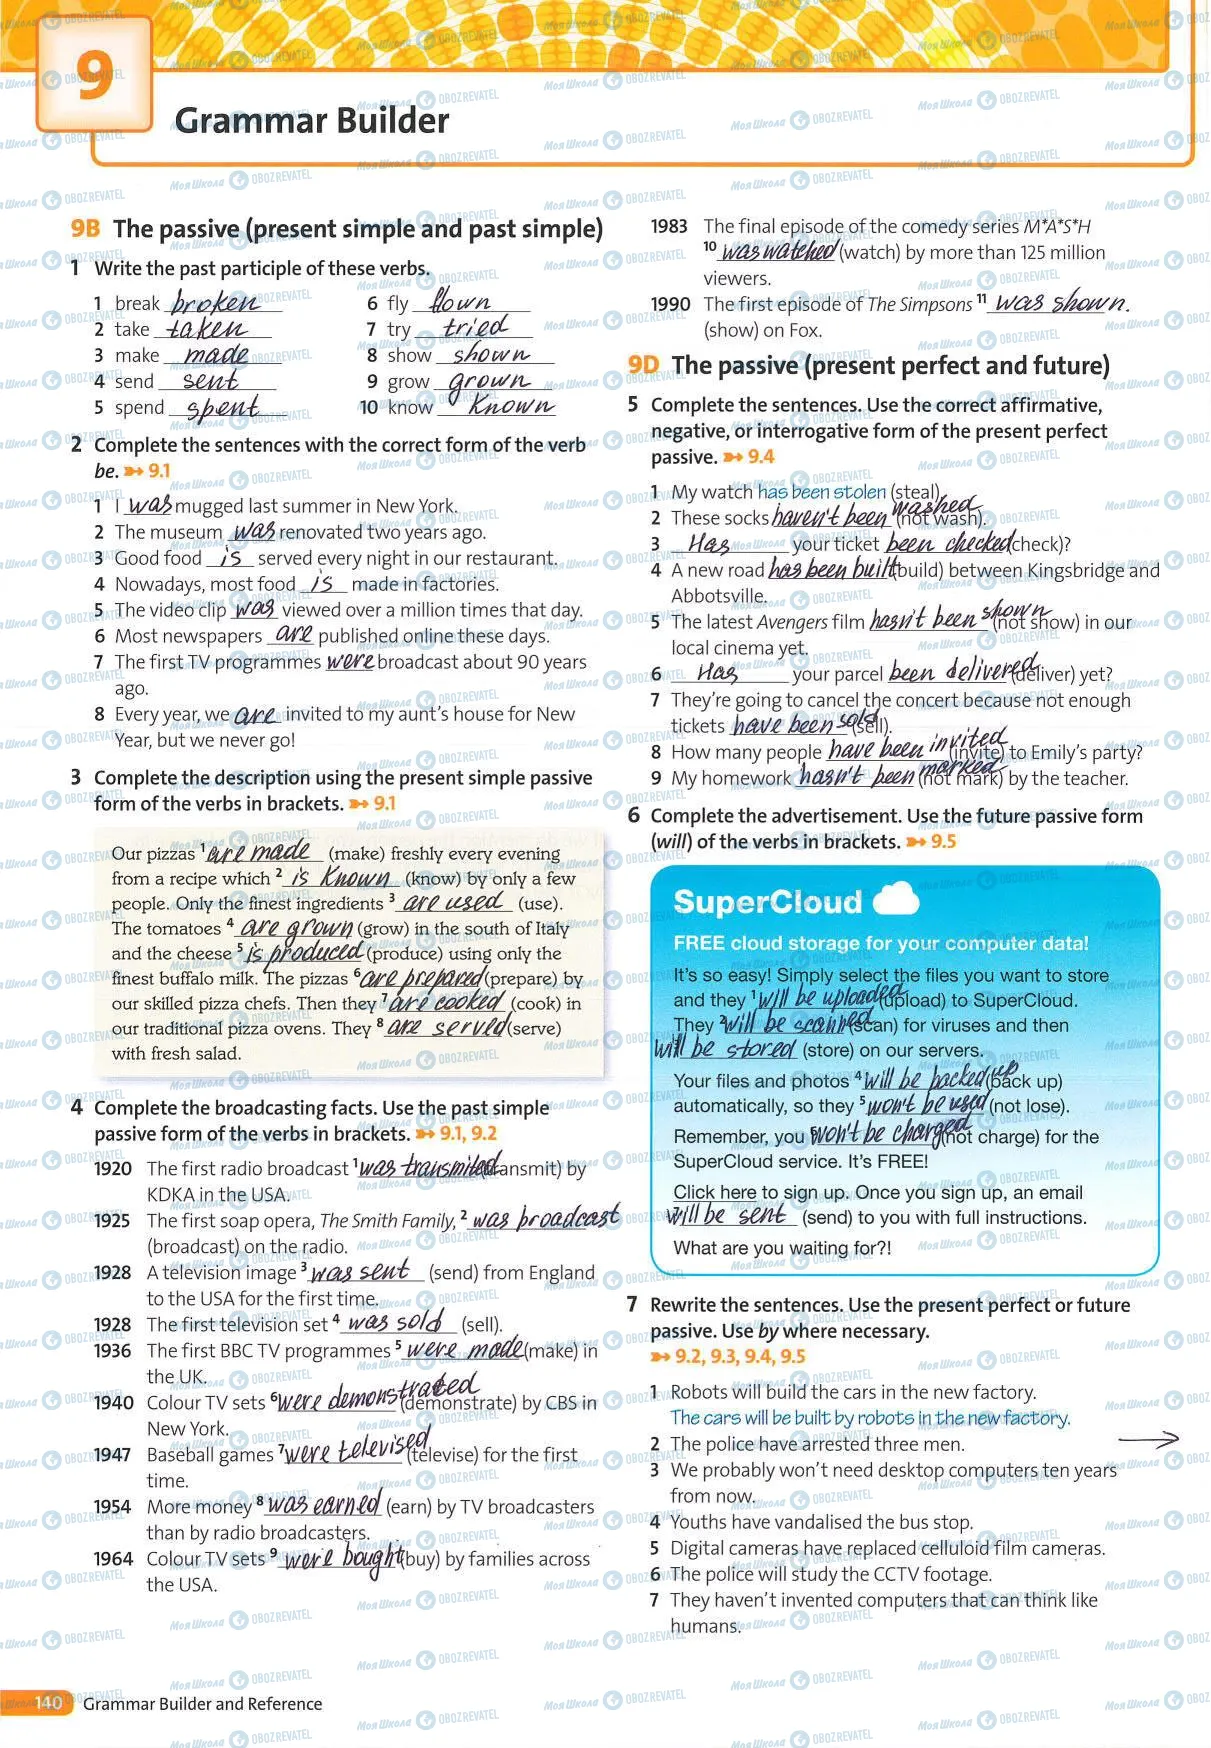 9
Grammar Builder
9B The passive (present simple and past simple)
1 Write the past participle of these verbs.
1 break broken
2 take taken
3 make made
4 send sent
5 spend spent
6 fly flown
7 try tried
8 show shown
9 grow grown
10 know known
2 Complete the sentences with the correct form of the verb
be. ➳ 9.1
1 I was mugged last summer in New York.
2 The museum was renovated two years ago.
3 Good food is served every night in our restaurant.
4 Nowadays, most food is made in factories.
5 The video clip was viewed over a million times that day.
6 Most newspapers are published online these days.
7 The first TV programmes were broadcast about 90 years
ago.
8 Every year, we are invited to my aunt's house for New
Year, but we never go!
3 Complete the description using the present simple passive
form of the verbs in brackets. ➳ 9.1
Our pizzas 1 are made (make) freshly every evening
from a recipe which 2 is known (know) by only a few
people. Only the finest ingredients 3 are used (use).
The tomatoes 4 are grown (grow) in the south of Italy
and the cheese 5 is produced (produce) using only the
finest buffalo milk. The pizzas 6 are prepared (prepare) by
our skilled pizza chefs. Then they 7 are cooked (cook) in
our traditional pizza ovens. They 8 are served (serve)
with fresh salad.
4 Complete the broadcasting facts. Use the past simple
passive form of the verbs in brackets. ➳ 9.1, 9.2
1920 The first radio broadcast 1 was transmited (transmit) by
KDKA in the USA.
1925 The first soap opera, The Smith Family, 2 was broadcast
(broadcast) on the radio.
1928 A television image 3 was sent (send) from England
to the USA for the first time.
1928 The first television set 4 was sold (sell).
1936 The first BBC TV programmes 5 were made (make) in
the UK.
1940 Colour TV sets 6 were demonstrated (demonstrate) by CBS in
New York.
1947 Baseball games 7 were televised (televise) for the first
time.
1954 More money 8 was earned (earn) by TV broadcasters
than by radio broadcasters.
1964 Colour TV sets 9 were bought (buy) by families across
the USA.
1983 The final episode of the comedy series M*A*S*H
10 was watched (watch) by more than 125 million
viewers.
1990 The first episode of The Simpsons 11 was shown.
(show) on Fox.
9D The passive (present perfect and future)
5 Complete the sentences. Use the correct affirmative,
negative, or interrogative form of the present perfect
passive. ➳ 9.4
1 My watch has been stolen (steal).
2 These socks haven't been washed (not wash).
3 Has your ticket been checked (check)?
4 A new road has been built (build) between Kingsbridge and
Abbotsville.
5 The latest Avengers film hasn't been shown (not show) in our
local cinema yet.
6 Has your parcel been delivered (deliver) yet?
7 They're going to cancel the concert because not enough
tickets have been sold (sell).
8 How many people have been invited (invite) to Emily's party?
9 My homework hasn't been marked (not mark) by the teacher.
6 Complete the advertisement. Use the future passive form
(will) of the verbs in brackets. ➳ 9.5
SuperCloud
FREE cloud storage for your computer data!
It's so easy! Simply select the files you want to store
and they 1 will be uploaded (upload) to SuperCloud.
They 2 will be scanned (scan) for viruses and then
3 will be stored (store) on our servers.
Your files and photos 4 will be backed up (back up)
automatically, so they 5 won't be used (not lose).
Remember, you 6 won't be charged (not charge) for the
SuperCloud service. It's FREE!
Click here to sign up. Once you sign up, an email
7 will be sent (send) to you with full instructions.
What are you waiting for?!
7 Rewrite the sentences. Use the present perfect or future
passive. Use by where necessary.
➳ 9.2, 9.3, 9.4, 9.5
1 Robots will build the cars in the new factory.
The cars will be built by robots in the new factory.
2 The police have arrested three men.
3 We probably won't need desktop computers ten years
from now.
4 Youths have vandalised the bus stop.
5 Digital cameras have replaced celluloid film cameras.
6 The police will study the CCTV footage.
7 They haven't invented computers that can think like
humans.
140 Grammar Builder and Reference
Моя Школа OBOZREVATEL